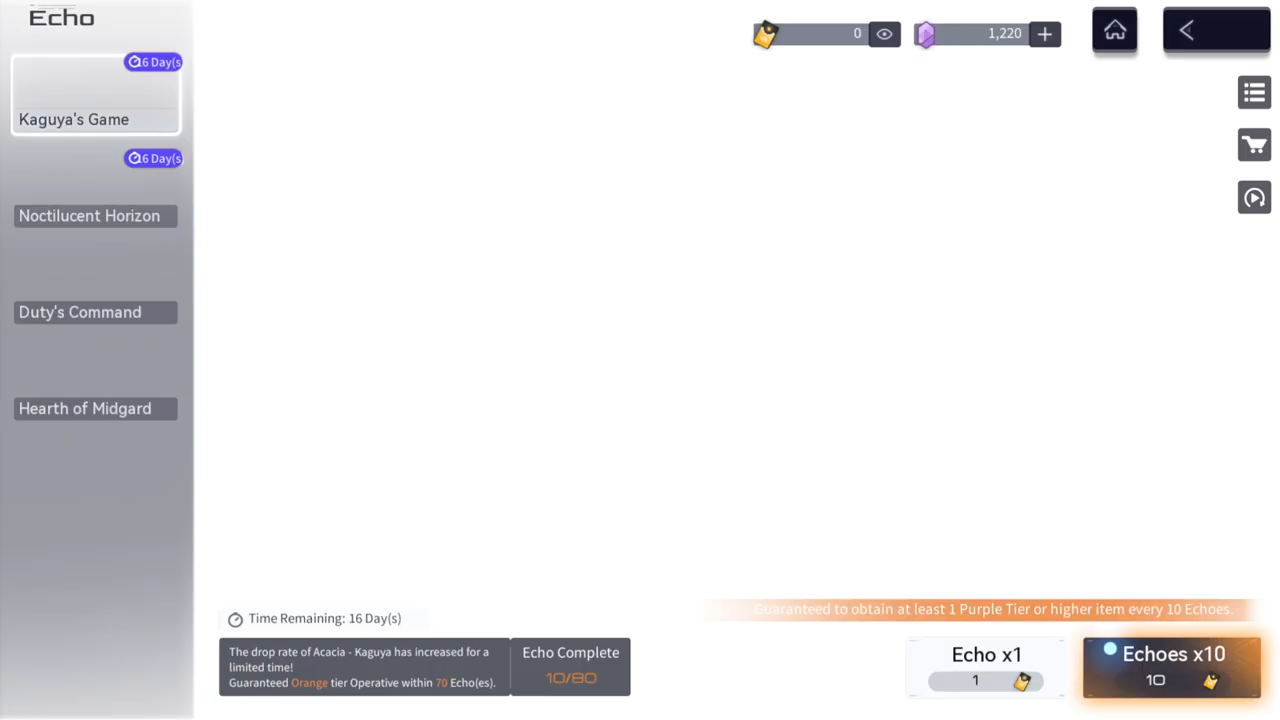 Echo
0
1,220
16 Day(s
Kaguya's Game
16 Day(s
Noctilucent Horizon
Duty's Command
Hearth of Midgard
Time Remaining: 16 Day(s)
The drop rate of Acacia - Kaguya has increased for a
limited time!
Guaranteed Orange tier Operative within 70 Echo(es).
Echo Complete
10/80
Guaranteed to obtain at least 1 Purple Tier or higher item every 10 Echoes.
Echo x1
1
Echoes x10
10